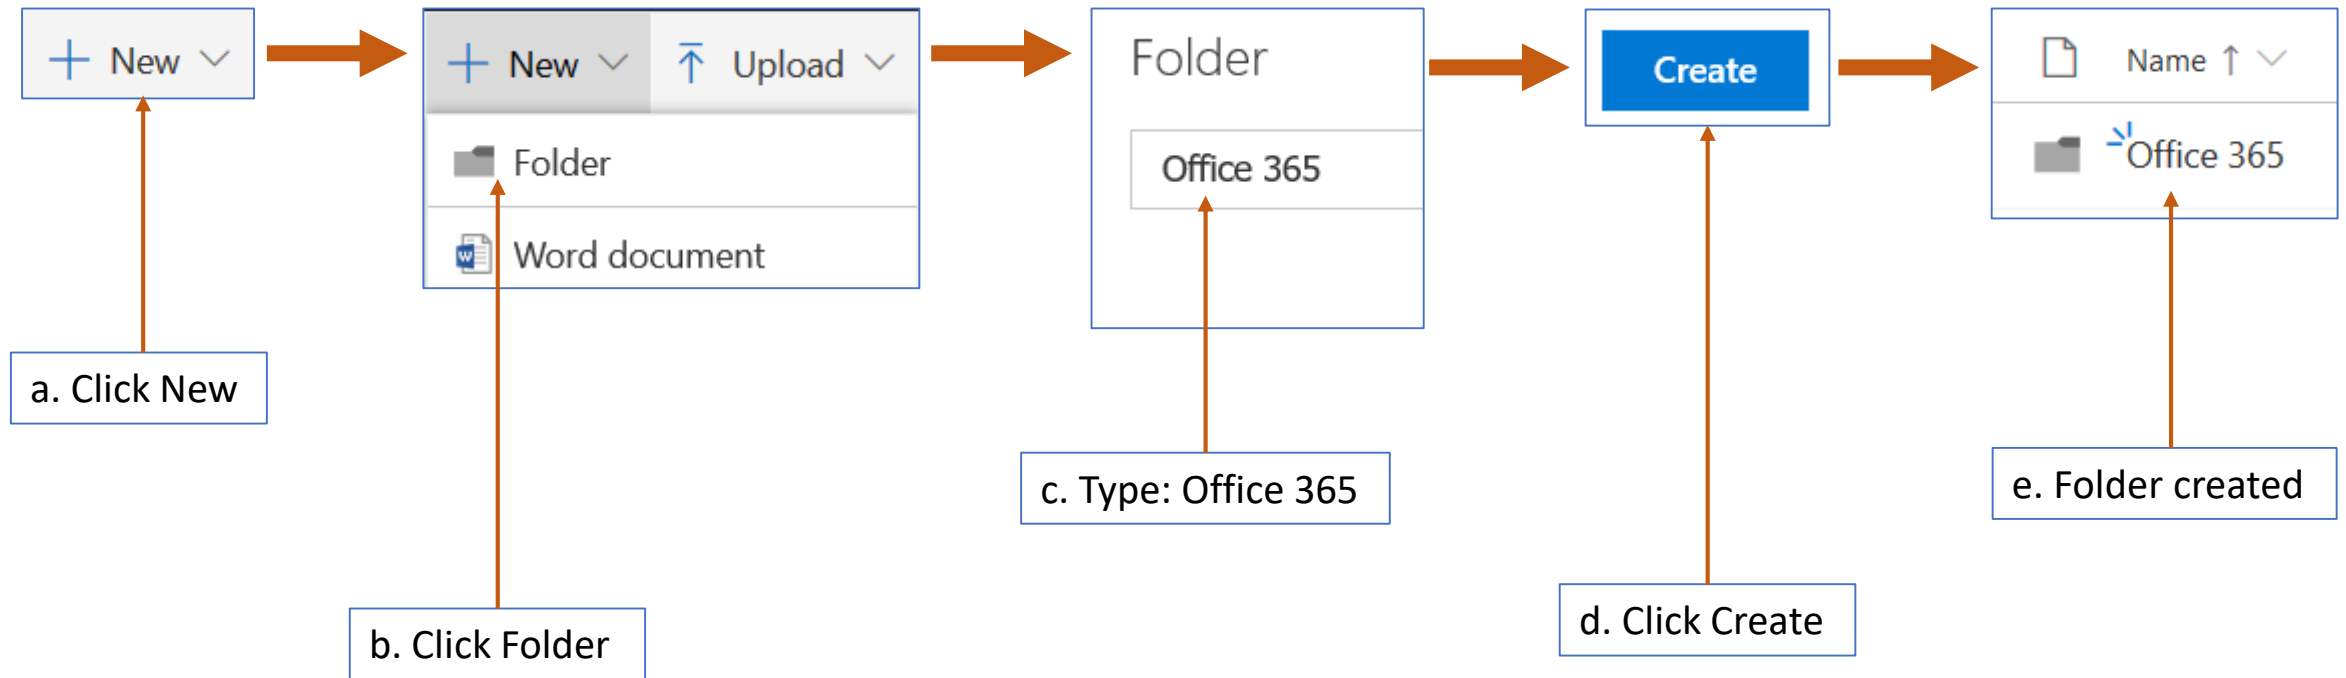 New
New
Upload
Folder
Word document
Folder
Office 365
Create
Name
Office 365
a. Click New
b. Click Folder
c. Type: Office 365
d. Click Create
e. Folder created